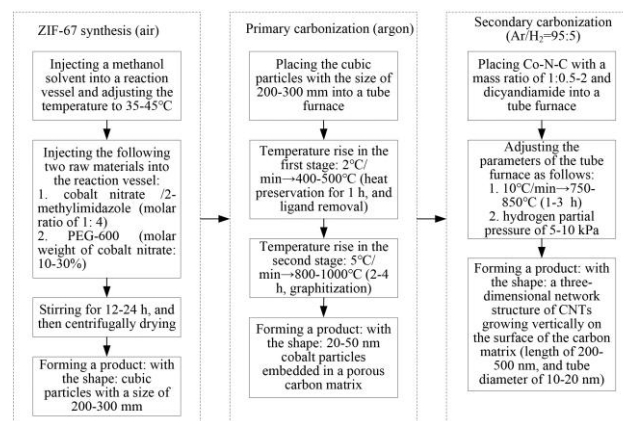 ZIF-67 synthesis (air)
Injecting a methanol
solvent into a reaction
vessel and adjusting the
temperature to 35-45°C
Injecting the following
two raw materials into
the reaction vessel:
1. cobalt nitrate /2-
methylimidazole (molar
ratio of 1: 4)
2. PEG-600 (molar
weight of cobalt nitrate:
10-30%)
Stirring for 12-24 h, and
then centrifugally drying
Forming a product: with
the shape: cubic
particles with a size of
200-300 mm
Primary carbonization (argon)
Placing the cubic
particles with the size of
200-300 mm into a tube
furnace
Temperature rise in
the first stage: 2°C/
min→400-500°C (heat
preservation for 1 h, and
ligand removal)
Temperature rise in
the second stage: 5°C/
min→800-1000°C (2-4
h, graphitization)
Forming a product: with
the shape: 20-50 nm
cobalt particles
embedded in a porous
carbon matrix
Secondary carbonization
(Ar/H₂=95:5)
Placing Co-N-C with a
mass ratio of 1:0.5-2 and
dicyandiamide into a
tube furnace
Adjusting the
parameters of the tube
furnace as follows:
1. 10°C/min→750-
850°C (1-3 h)
2. hydrogen partial
pressure of 5-10 kPa
Forming a product: with
the shape: a three-
dimensional network
structure of CNTs
growing vertically on
the surface of the carbon
matrix (length of 200-
500 nm, and tube
diameter of 10-20 nm)